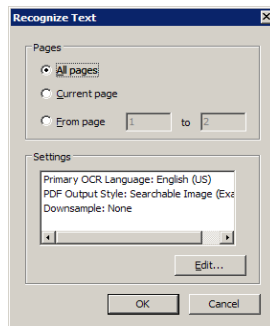 Recognize Text
Pages
All pages
Current page
From page 1 to 2
Settings
Primary OCR Language: English (US)
PDF Output Style: Searchable Image (Exa
Downsample: None
Edit...
OK Cancel